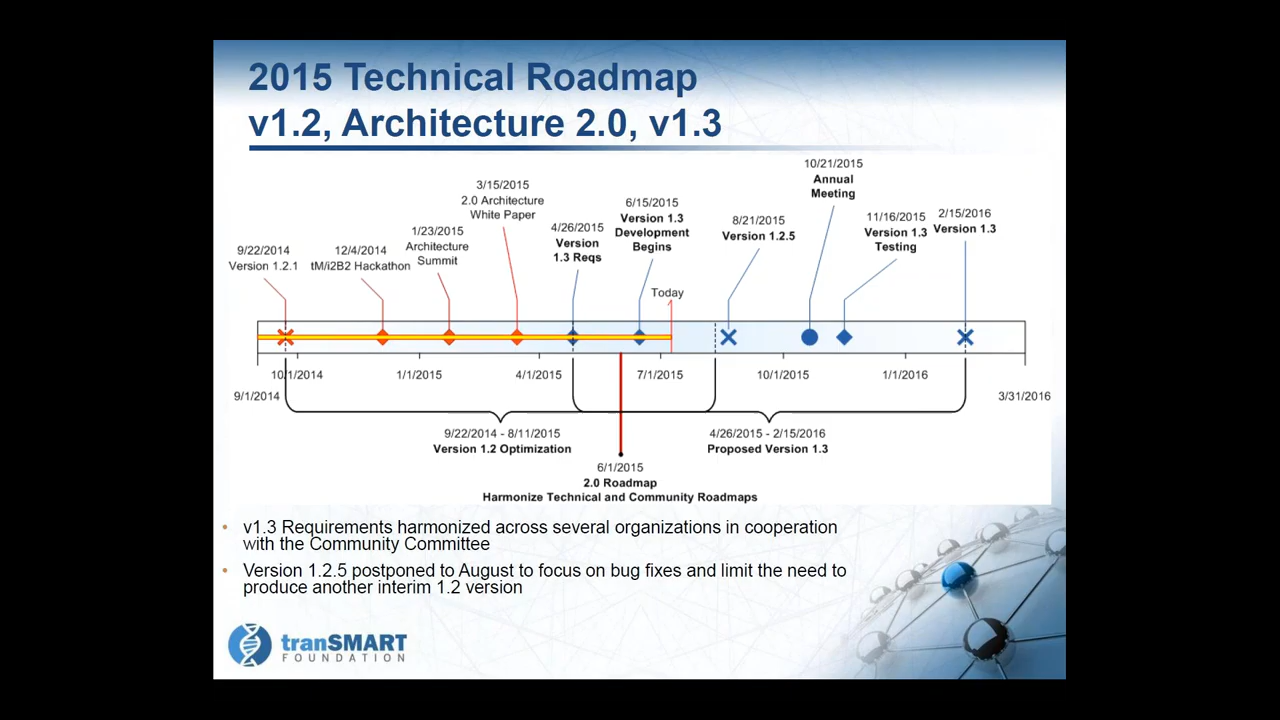 2015 Technical Roadmap
v1.2, Architecture 2.0, v1.3
9/22/2014
Version 1.2.1
12/4/2014
tM/i2B2 Hackathon
1/23/2015
Architecture
Summit
3/15/2015
2.0 Architecture
White Paper
4/26/2015
Version
1.3 Reqs
6/15/2015
Version 1.3
Development
Begins
Today
8/21/2015
Version 1.2.5
10/21/2015
Annual
Meeting
11/16/2015
Version 1.3
Testing
2/15/2016
Version 1.3
9/1/2014
10/1/2014
1/1/2015
4/1/2015
7/1/2015
10/1/2015
1/1/2016
3/31/2016
9/22/2014 - 8/11/2015
Version 1.2 Optimization
4/26/2015 - 2/15/2016
Proposed Version 1.3
6/1/2015
2.0 Roadmap
Harmonize Technical and Community Roadmaps
• v1.3 Requirements harmonized across several organizations in cooperation
with the Community Committee
• Version 1.2.5 postponed to August to focus on bug fixes and limit the need to
produce another interim 1.2 version
tranSMART
FOUNDATION